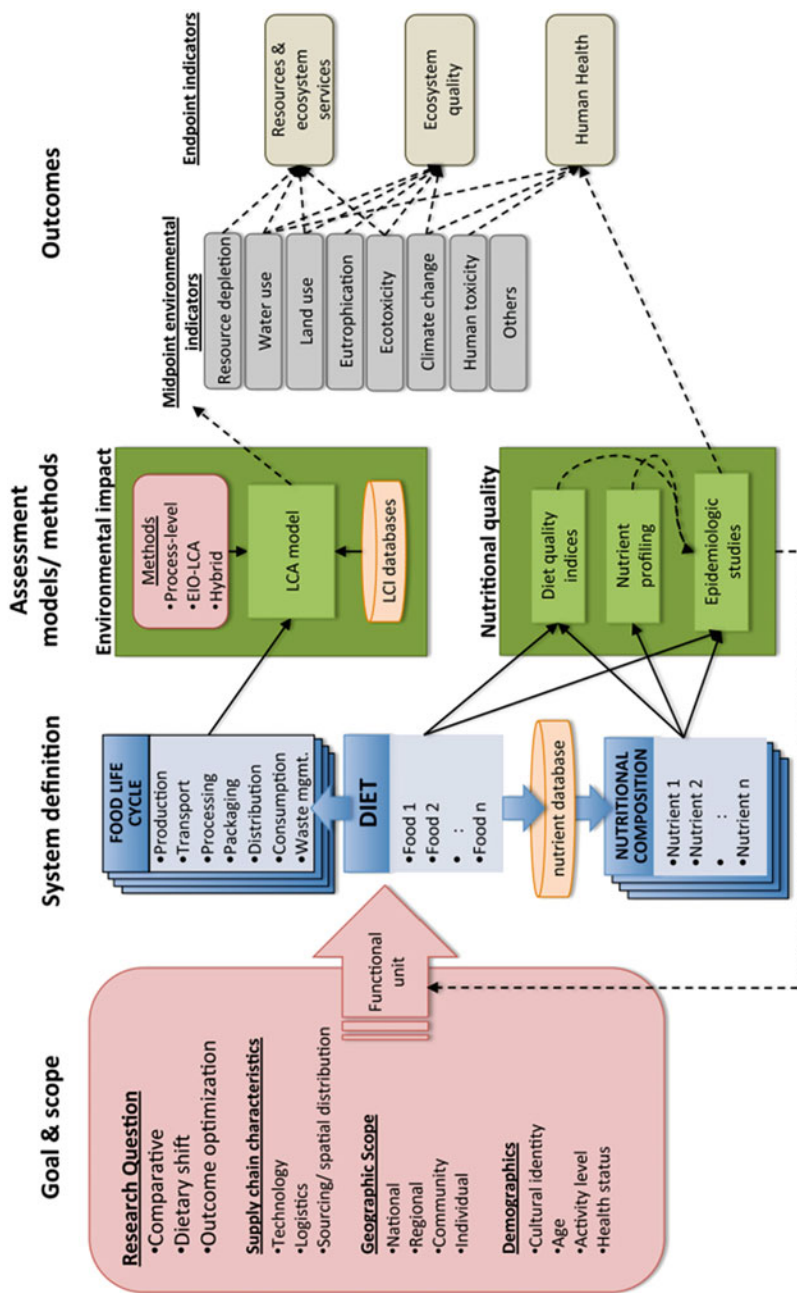 Goal & scope
System definition
Assessment
models/ methods
Outcomes
Research Question
•Comparative
•Dietary shift
•Outcome optimization
Supply chain characteristics
•Technology
•Logistics
•Sourcing/ spatial distribution
Geographic Scope
•National
•Regional
•Community
•Individual
Demographics
•Cultural identity
•Age
•Activity level
•Health status
Functional
unit
FOOD LIFE
CYCLE
•Production
•Transport
•Processing
•Packaging
•Distribution
•Consumption
•Waste mgmt.
DIET
•Food 1
•Food 2
• :
•Food n
nutrient database
NUTRITIONAL
COMPOSITION
•Nutrient 1
•Nutrient 2
• :
•Nutrient n
Environmental impact
Methods
•Process-level
•EIO-LCA
•Hybrid
LCA model
LCI databases
Nutritional quality
Diet quality
indices
Nutrient
profiling
Epidemiologic
studies
Midpoint environmental
indicators
Resource depletion
Water use
Land use
Eutrophication
Ecotoxicity
Climate change
Human toxicity
Others
Endpoint indicators
Resources &
ecosystem
services
Ecosystem
quality
Human Health